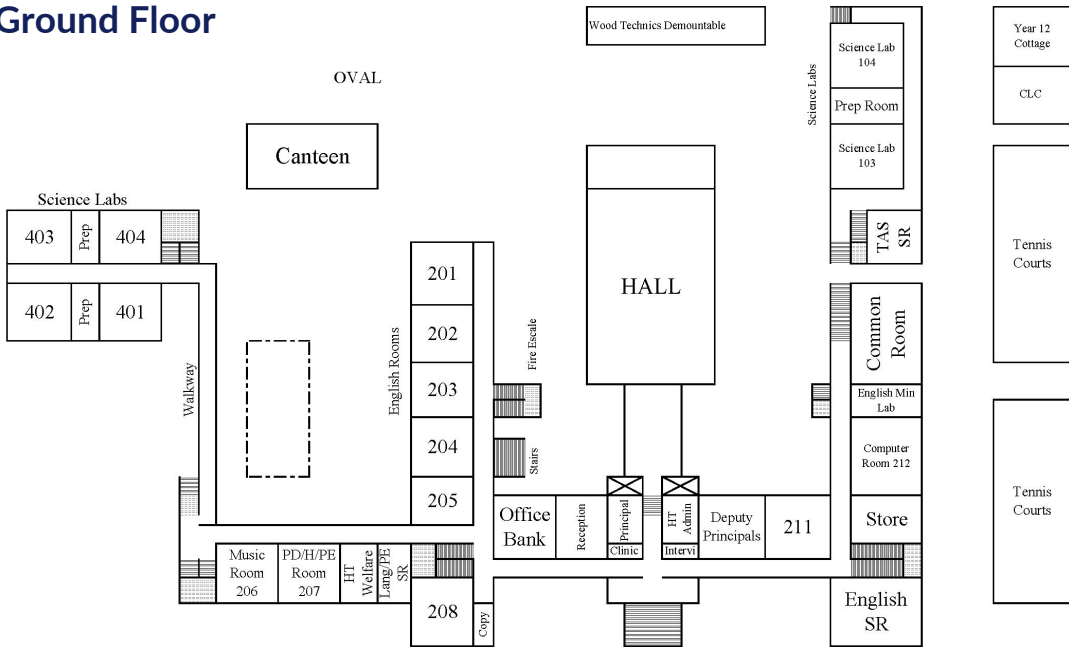 Ground Floor
Wood Technics Demountable
Year 12
Cottage
CLC
OVAL
Science Labs
Science Lab
104
Prep Room
Science Lab
103
Canteen
Science Labs
403
Prep
404
402
Prep
401
TAS
SR
Tennis
Courts
HALL
201
202
203
204
205
English Rooms
Fire Escale
Stairs
Walkway
Common
Room
English Min
Lab
Computer
Room 212
Store
Tennis
Courts
Office
Bank
Reception
Principal
Clinic
HT
Admin
Intervi
Deputy
Principals
211
Music
Room
206
PD/H/PE
Room
207
HT
Welfare
Lang/PE
SR
208
Copy
English
SR